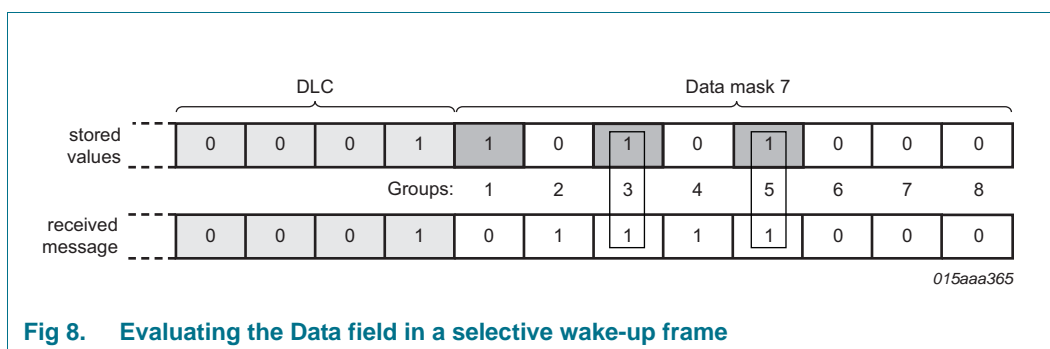 DLC Data mask 7
stored values 0 0 0 1 1 0 1 0 1 0 0 0
Groups: 1 2 3 4 5 6 7 8
received message 0 0 0 1 0 1 1 1 1 0 0 0
015aaa365
Fig 8. Evaluating the Data field in a selective wake-up frame